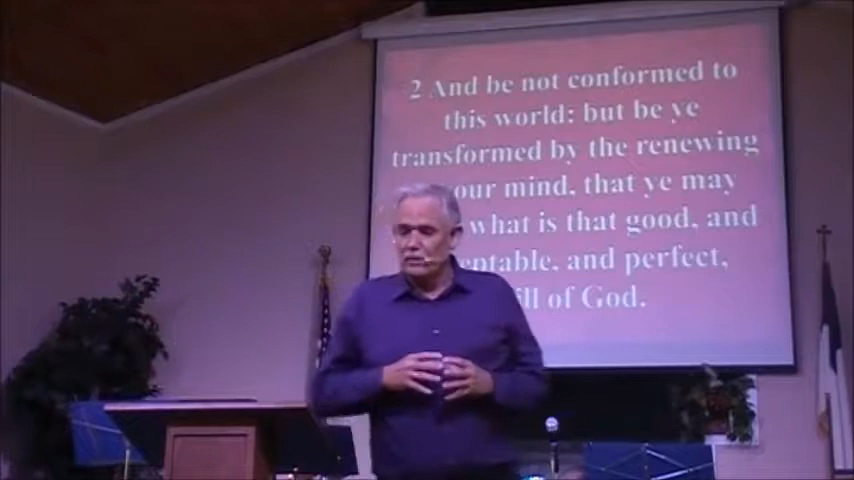 2 And be not conformed to
this world: but be ye
transformed by the renewing
our mind, that ye may
what is that good, and
eptable, and perfect,
ill of God.